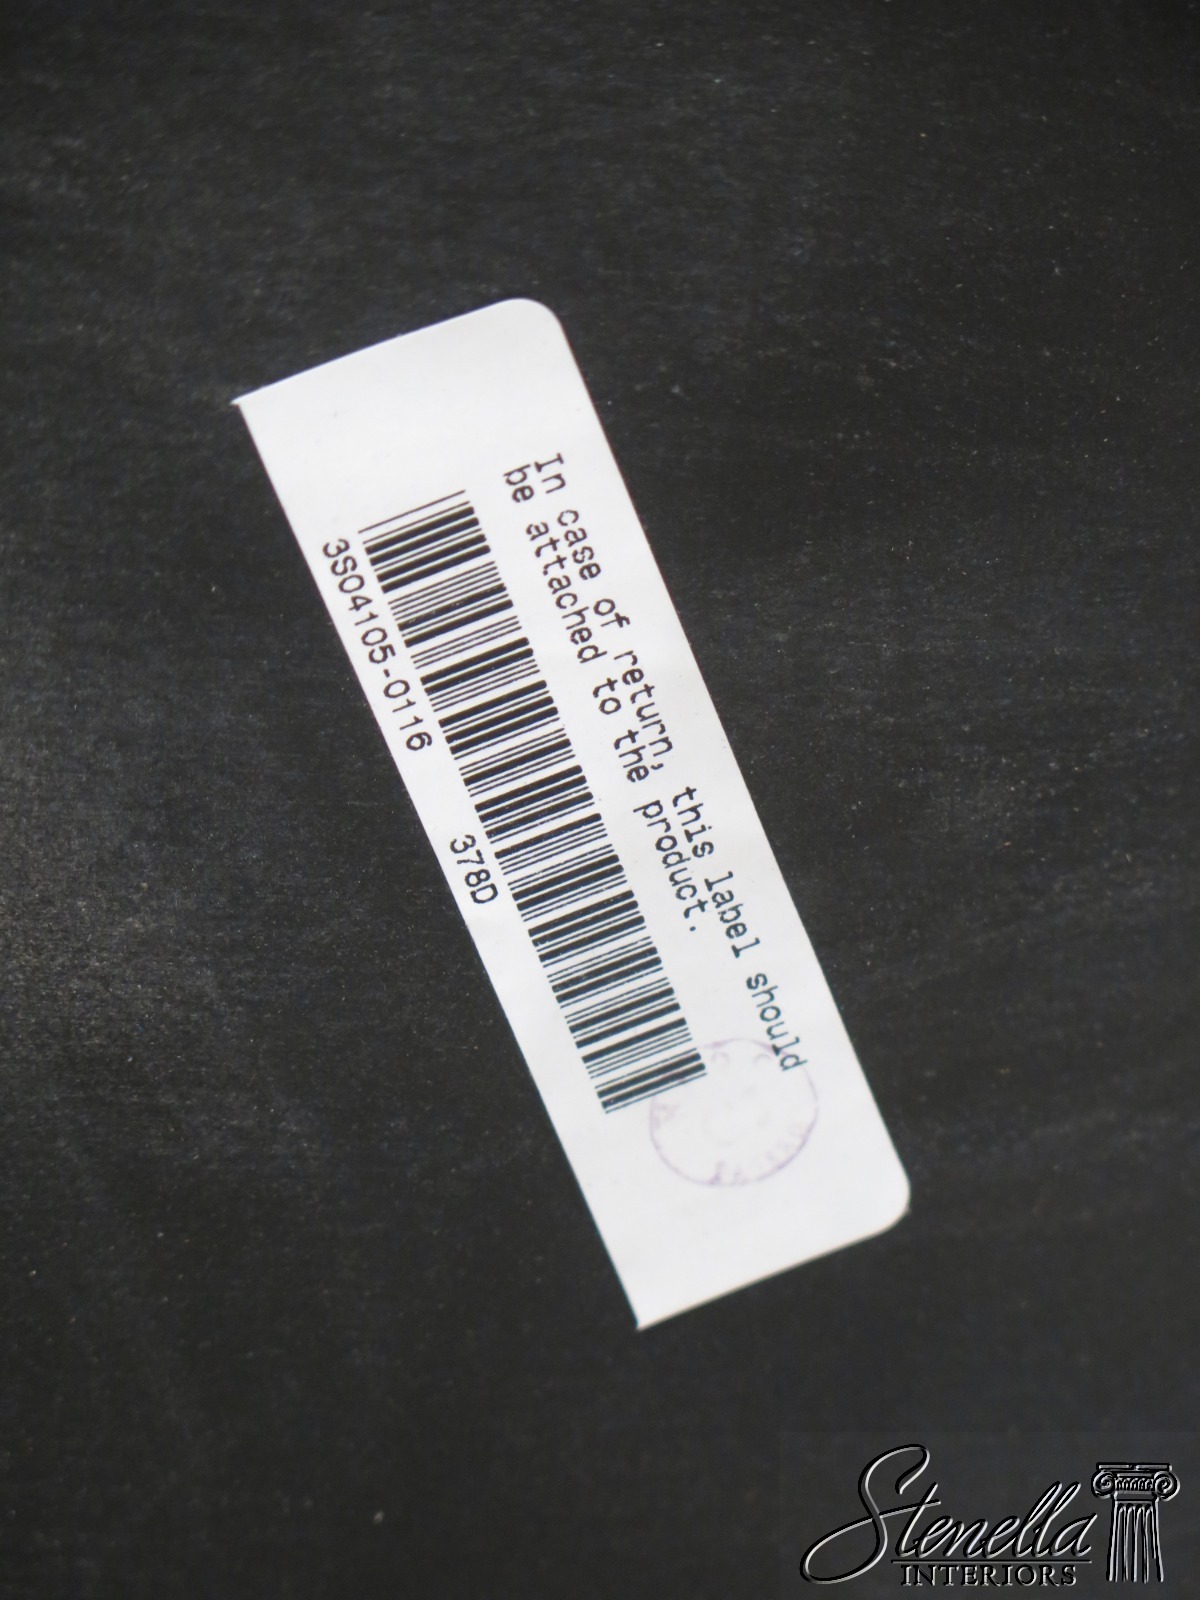 In case of return, this label should
be attached to the product.
3S04105-0116 378D
Stenella
INTERIORS